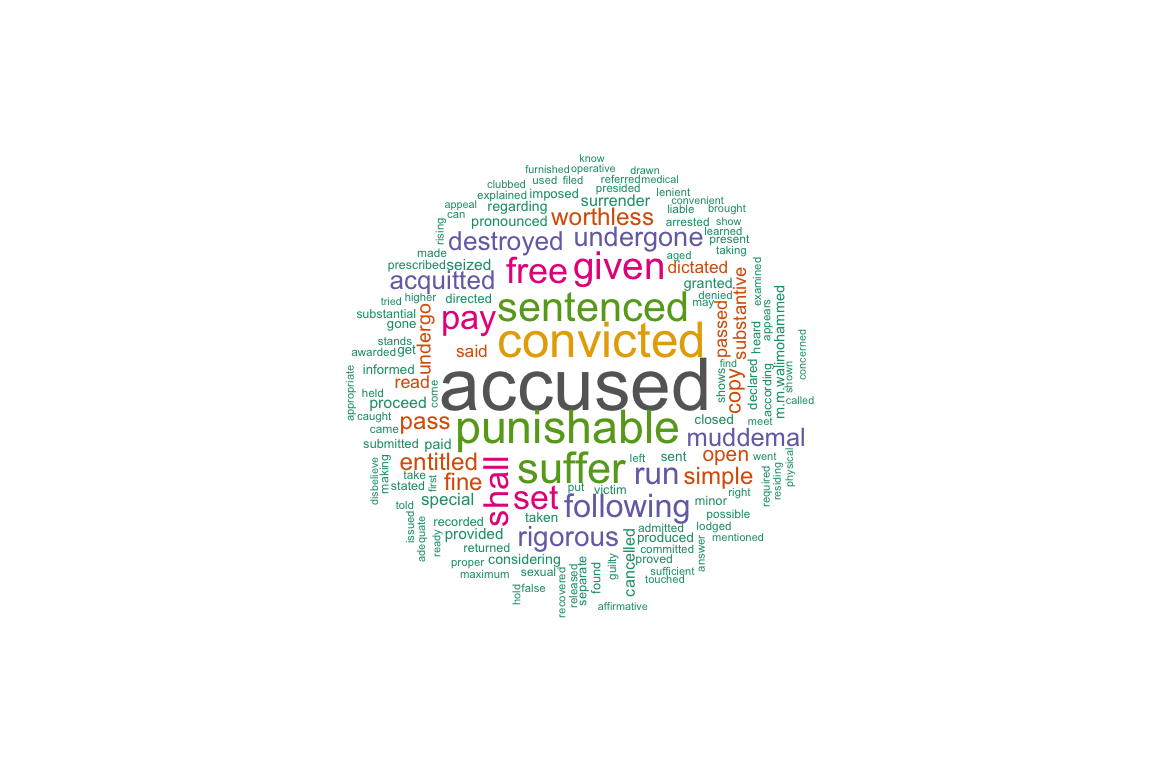 know
furnished operative drawn
clubbed used filed referred medical
explained imposed presided lenient
appeal regarding surrender convenient
can pronounced worthless liable brought
rising destroyed undergone arrested show
learned
made aged present
taking
prescribed seized free given dictated
acquitted granted examined
tried higher directed sentenced denied may
substantial pay passed substantive heard appears m.m.walimohammed
gone undergo
stands said convicted find shown concerned
awarded get
informed read come accused shows copy declared according
appropriate held proceed called
caught pass punishable closed meet
came muddemal
submitted paid
entitled shall suffer left sent open went
disbelieve making take fine run simple required residing physical
stated first special set put victim minor right
told following possible
issued adequate recorded taken admitted lodged
ready provided rigorous cancelled produced answer mentioned
returned committed
proper considering guilty proved
maximum sexual found sufficient
touched
hold false recovered released separate
affirmative